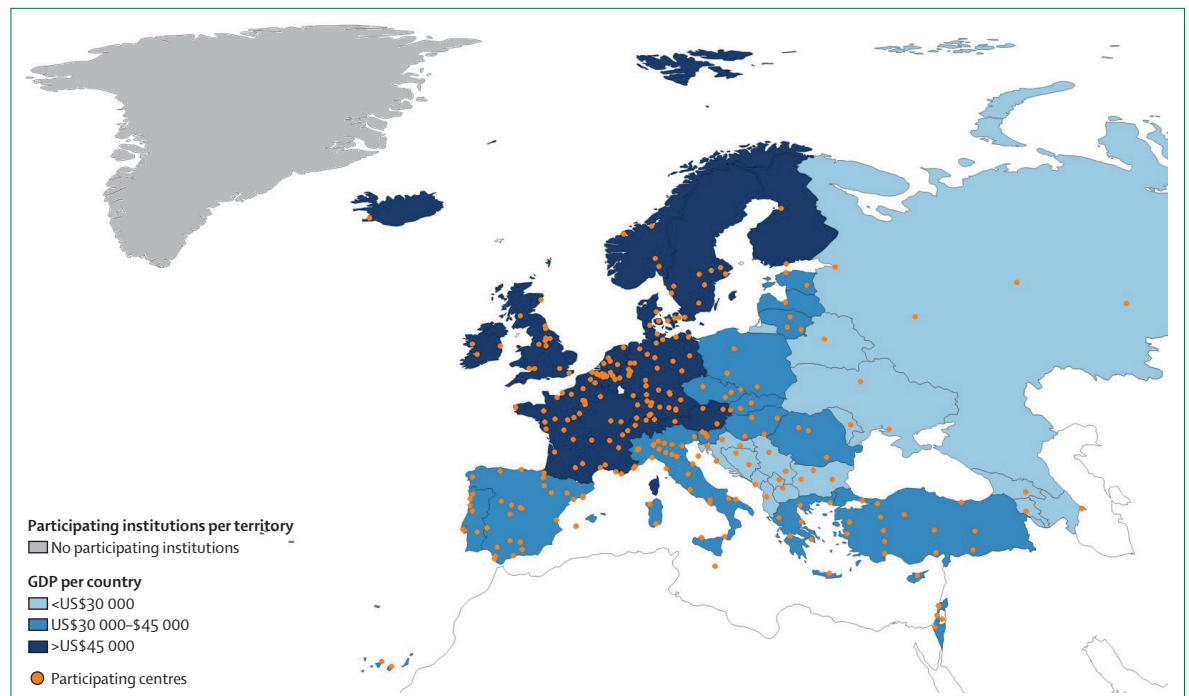 Participating institutions per territory
No participating institutions
GDP per country
<US$30 000
US$30 000–$45 000
>US$45 000
Participating centres